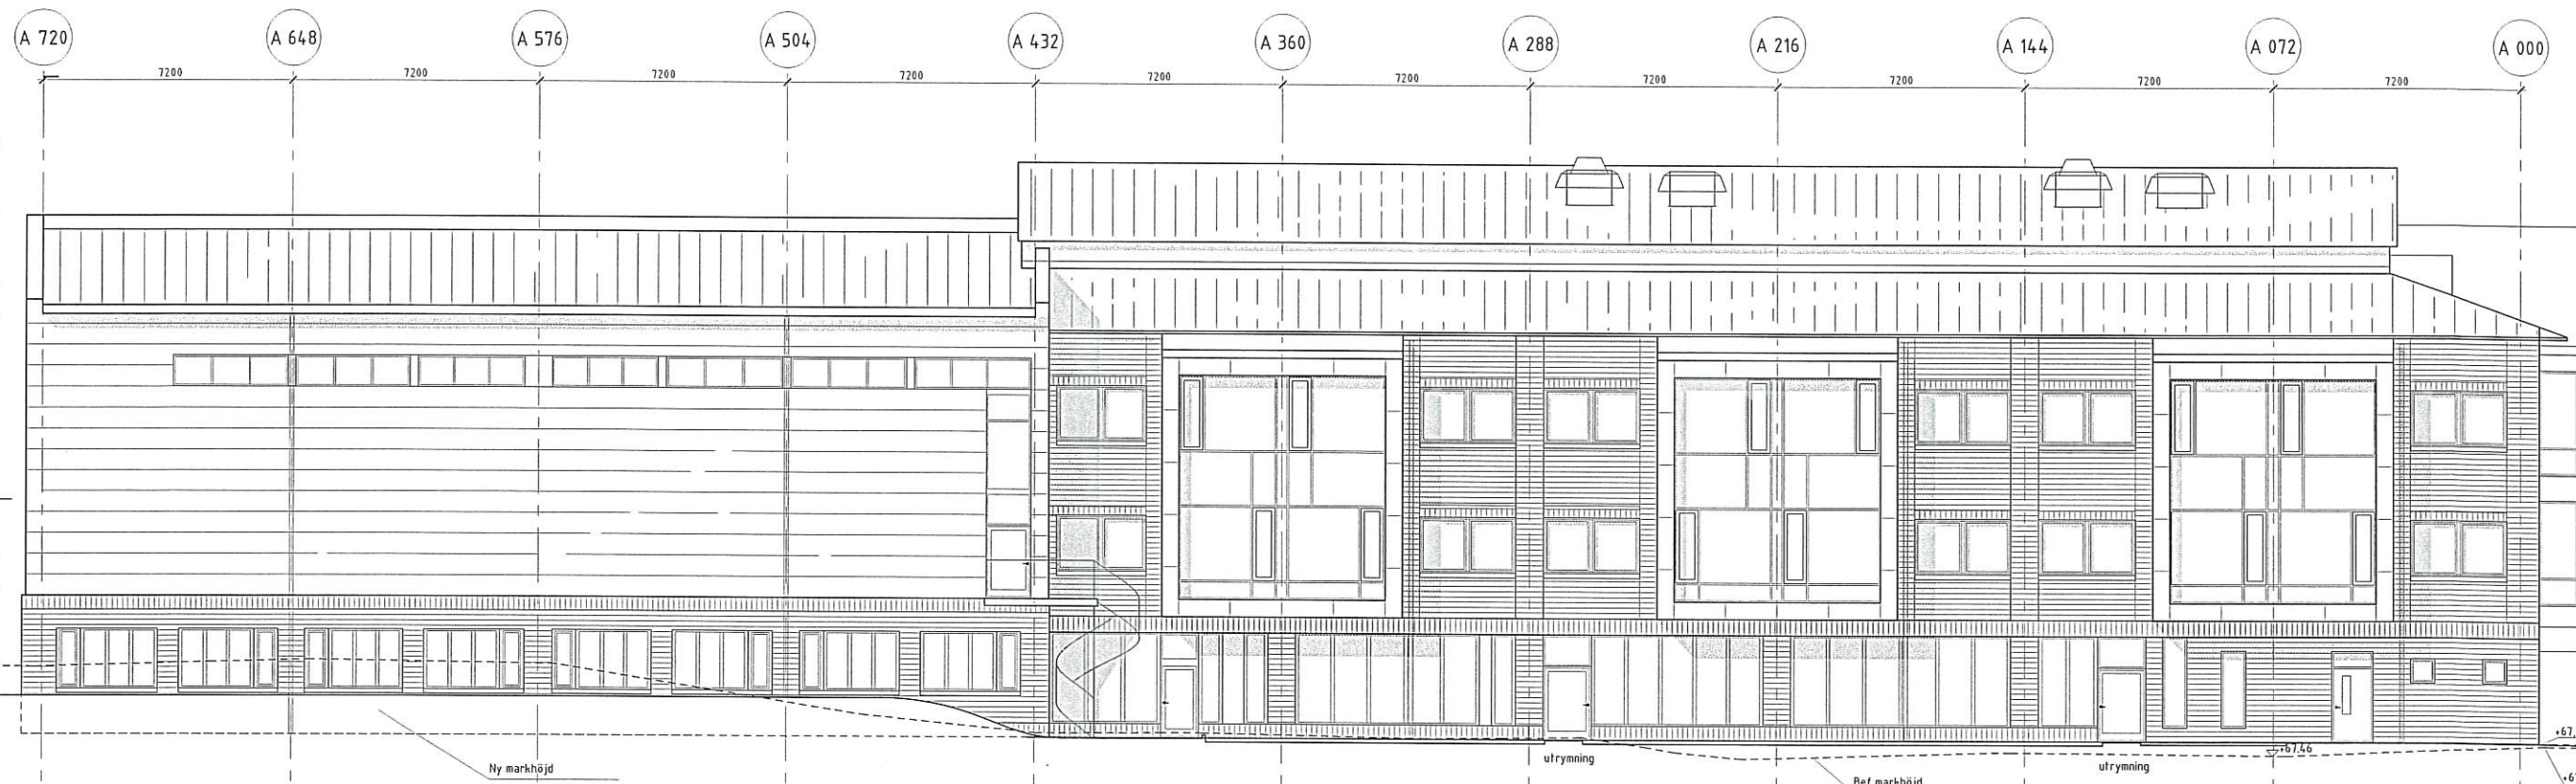 A 720 A 648 A 576 A 504 A 432 A 360 A 288 A 216 A 144 A 072 A 000
7200 7200 7200 7200 7200 7200 7200 7200 7200 7200
+67,
+67.46
utrymning
utrymning
Ny markhöjd
Bef markhöjd